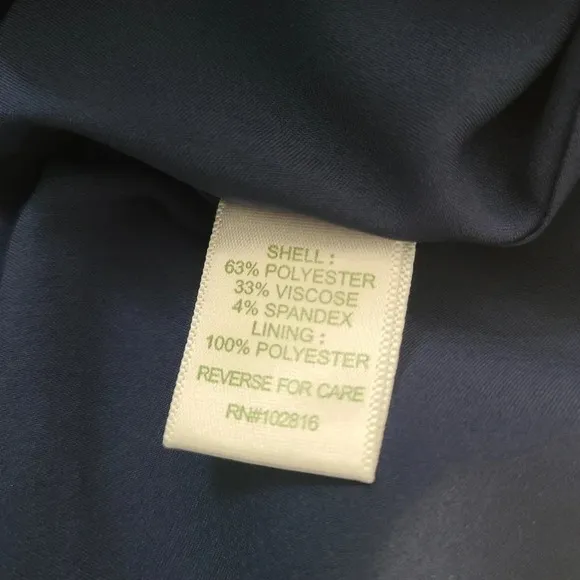 SHELL :
63% POLYESTER
33% VISCOSE
4% SPANDEX
LINING :
100% POLYESTER
REVERSE FOR CARE
RN#102816